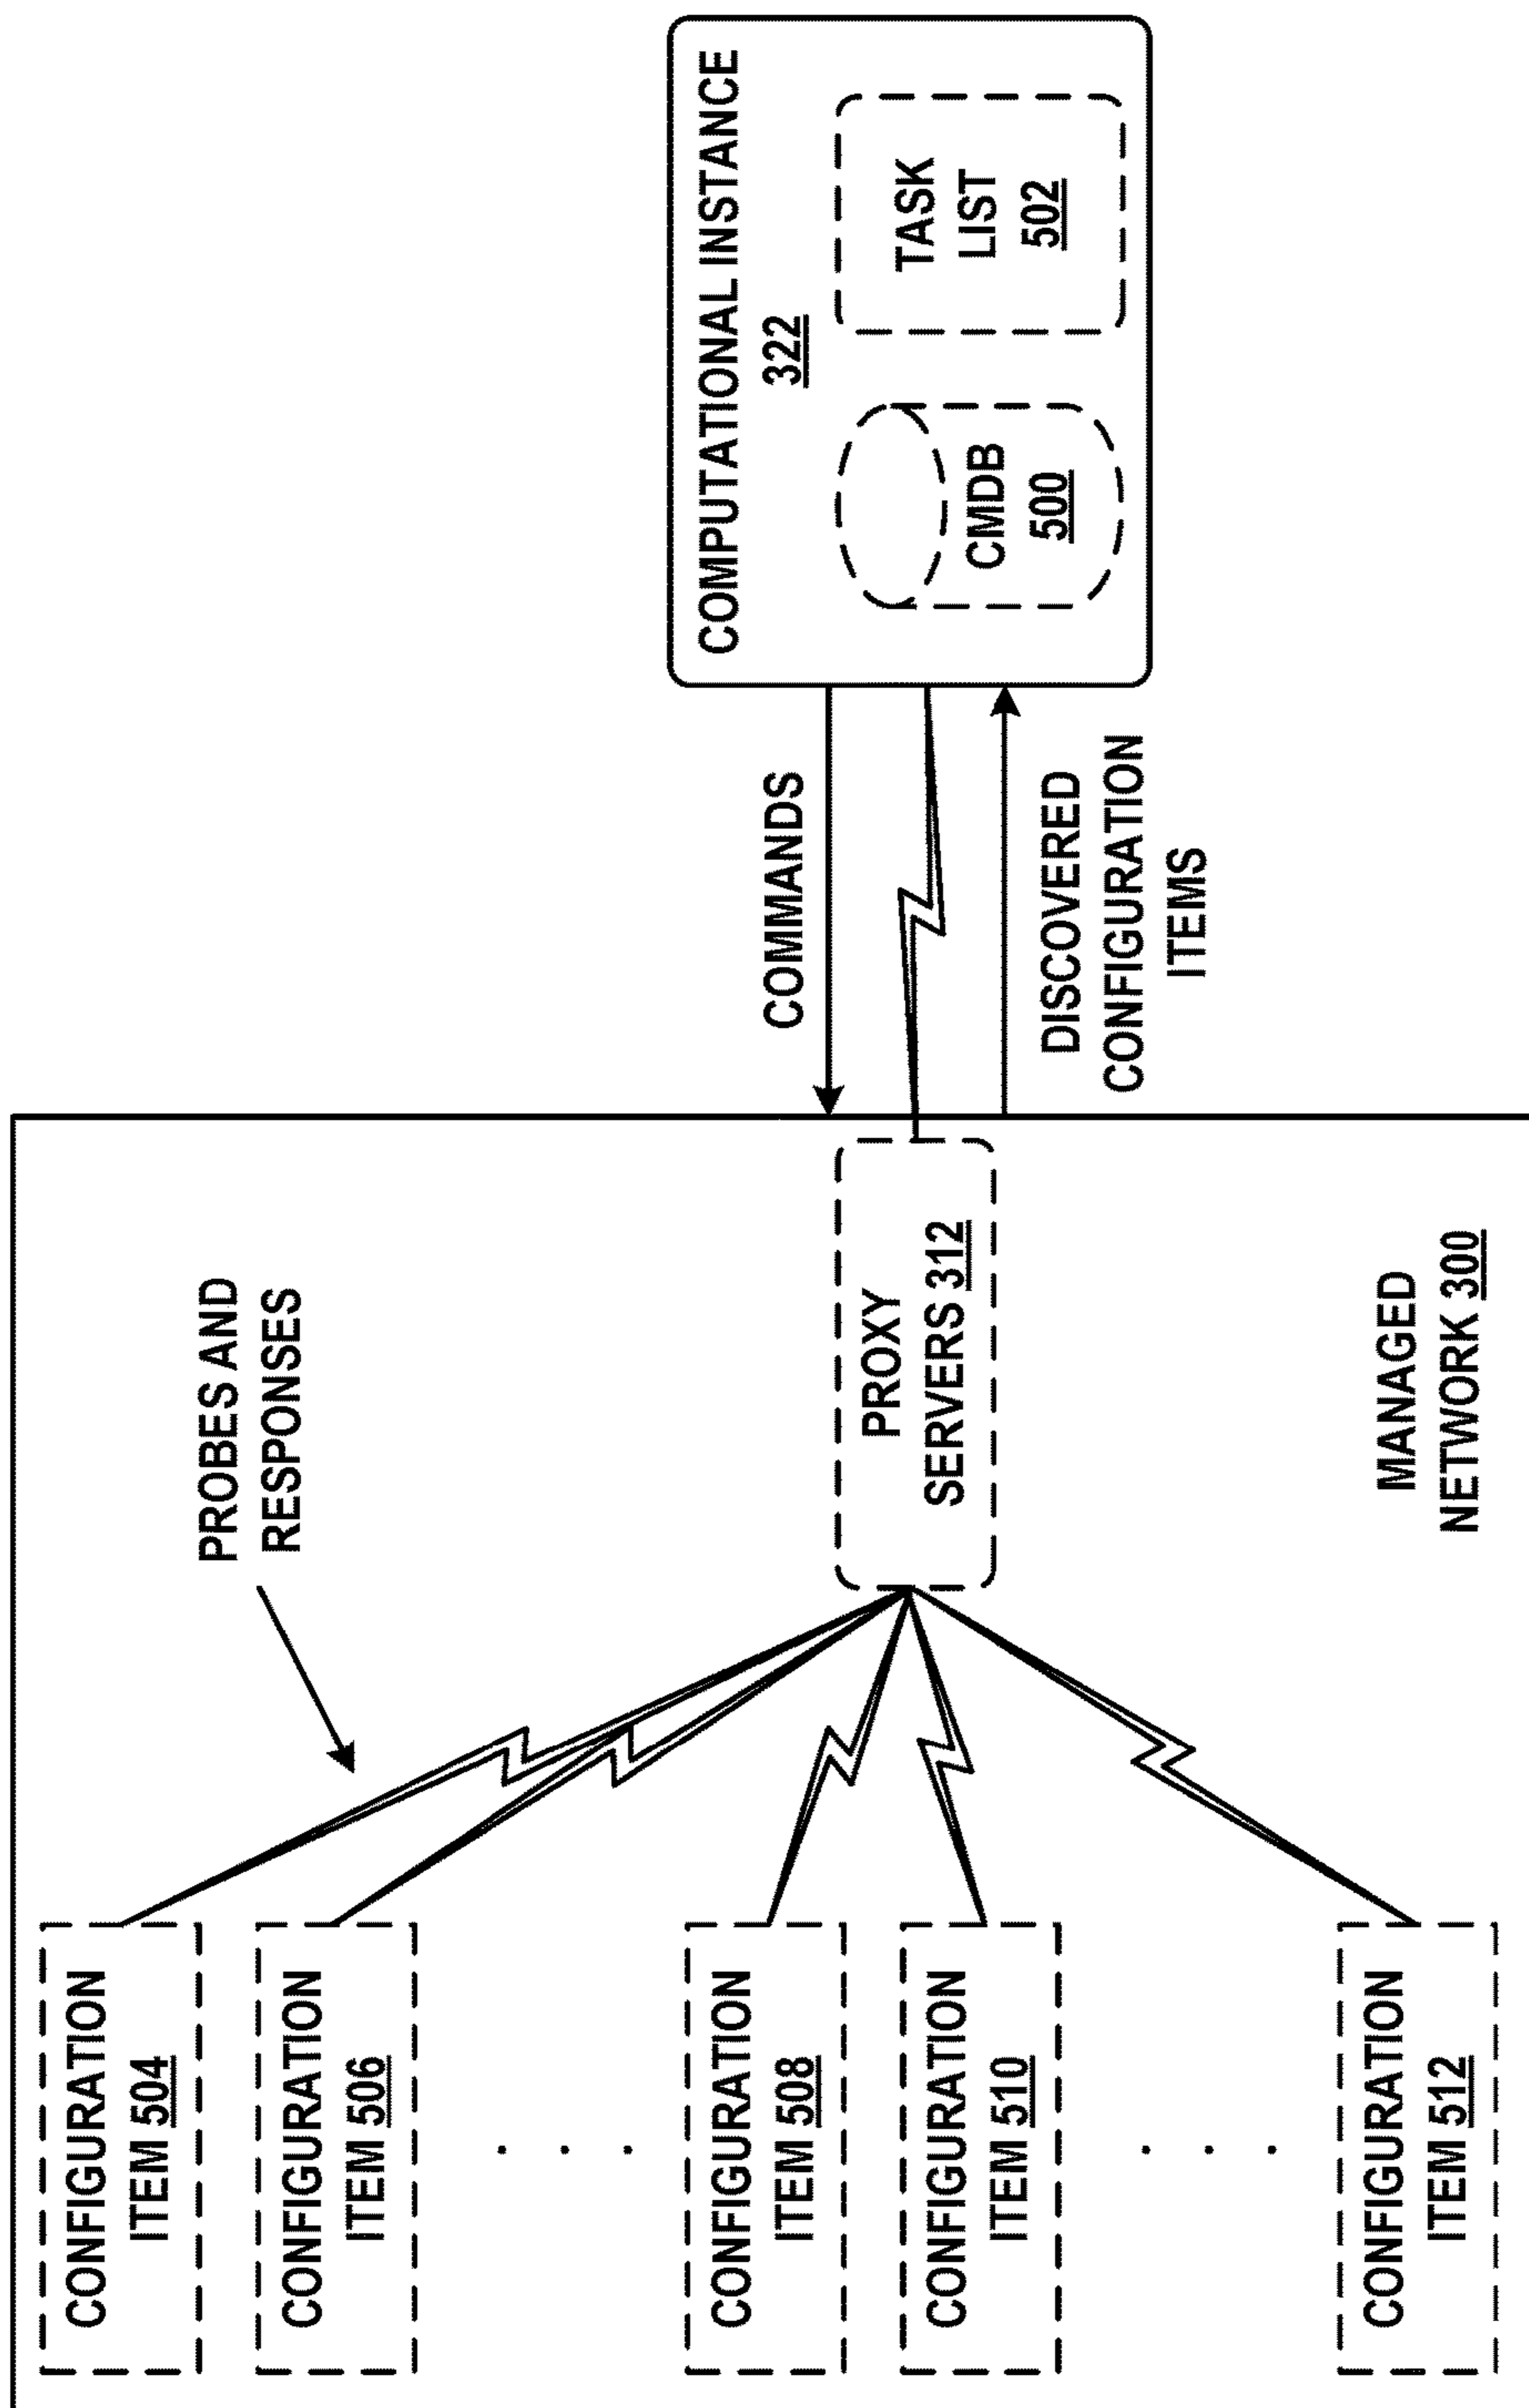 CONFIGURATION
ITEM 504
CONFIGURATION
ITEM 506
. . .
CONFIGURATION
ITEM 508
CONFIGURATION
ITEM 510
. . .
CONFIGURATION
ITEM 512
PROBES AND
RESPONSES
PROXY
SERVERS 312
MANAGED
NETWORK 300
COMMANDS
DISCOVERED
CONFIGURATION
ITEMS
COMPUTATIONAL INSTANCE
322
CMDB
500
TASK
LIST
502